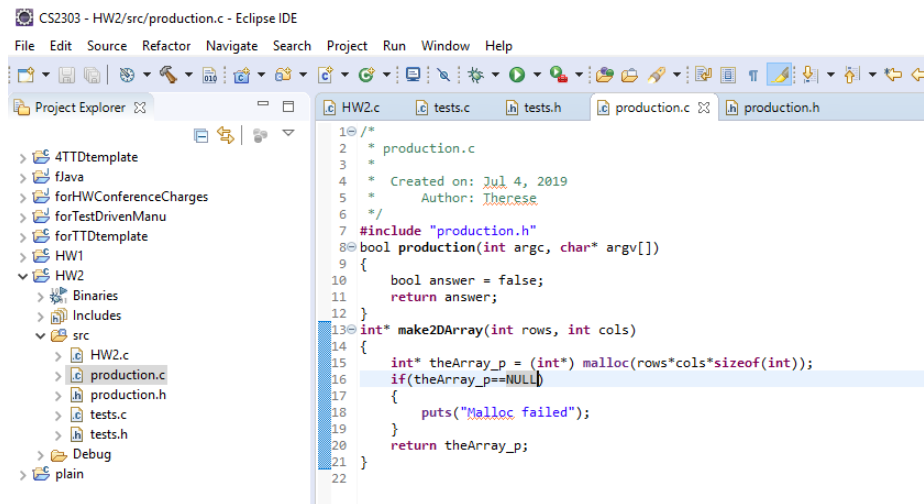 CS2303 - HW2/src/production.c - Eclipse IDE
File Edit Source Refactor Navigate Search Project Run Window Help
Project Explorer
HW2.c tests.c tests.h production.c production.h
4TTDtemplate
fJava
forHWConferenceCharges
forTestDrivenManu
forTTDtemplate
HW1
HW2
Binaries
Includes
src
HW2.c
production.c
production.h
tests.c
tests.h
Debug
plain
1 /*
2 * production.c
3 *
4 * Created on: Jul 4, 2019
5 * Author: Therese
6 */
7 #include "production.h"
8 bool production(int argc, char* argv[])
9 {
10 bool answer = false;
11 return answer;
12 }
13 int* make2DArray(int rows, int cols)
14 {
15 int* theArray_p = (int*) malloc(rows*cols*sizeof(int));
16 if(theArray_p==NULL)
17 {
18 puts("Malloc failed");
19 }
20 return theArray_p;
21 }
22